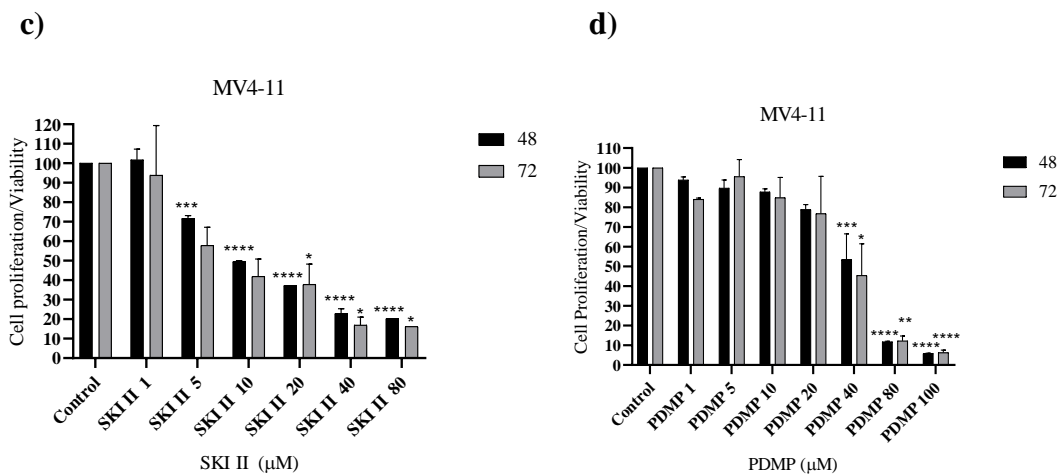 c)
MV4-11
Cell proliferation/Viability
120
110
100
90
80
70
60
50
40
30
20
10
0
***
****
****
*
****
*
****
*
48
72
Control
SKI II 1
SKI II 5
SKI II 10
SKI II 20
SKI II 40
SKI II 80
SKI II (μM)
d)
MV4-11
Cell Proliferation/Viability
110
100
90
80
70
60
50
40
30
20
10
0
***
*
****
**
****
****
48
72
Control
PDMP 1
PDMP 5
PDMP 10
PDMP 20
PDMP 40
PDMP 80
PDMP 100
PDMP (μM)